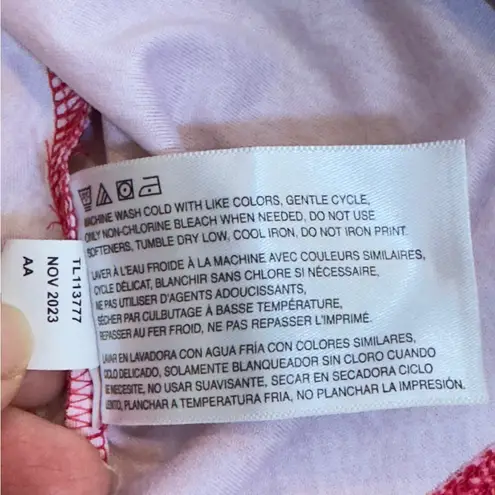 MACHINE WASH COLD WITH LIKE COLORS, GENTLE CYCLE,
ONLY NON-CHLORINE BLEACH WHEN NEEDED, DO NOT USE
SOFTENERS, TUMBLE DRY LOW, COOL IRON, DO NOT IRON PRINT.
LAVER À L'EAU FROIDE À LA MACHINE AVEC COULEURS SIMILAIRES,
CYCLE DÉLICAT, BLANCHIR SANS CHLORE SI NÉCESSAIRE,
NE PAS UTILISER D'AGENTS ADOUCISSANTS,
SÉCHER PAR CULBUTAGE À BASSE TEMPÉRATURE,
REPASSER AU FER FROID, NE PAS REPASSER L'IMPRIMÉ.
LAVAR EN LAVADORA CON AGUA FRÍA CON COLORES SIMILARES,
CICLO DELICADO, SOLAMENTE BLANQUEADOR SIN CLORO CUANDO
SE NECESITE, NO USAR SUAVISANTE, SECAR EN SECADORA CICLO
LENTO, NO PLANCHAR A TEMPERATURA FRIA, NO PLANCHAR LA IMPRESIÓN.
TL113777
NOV 2023
AA